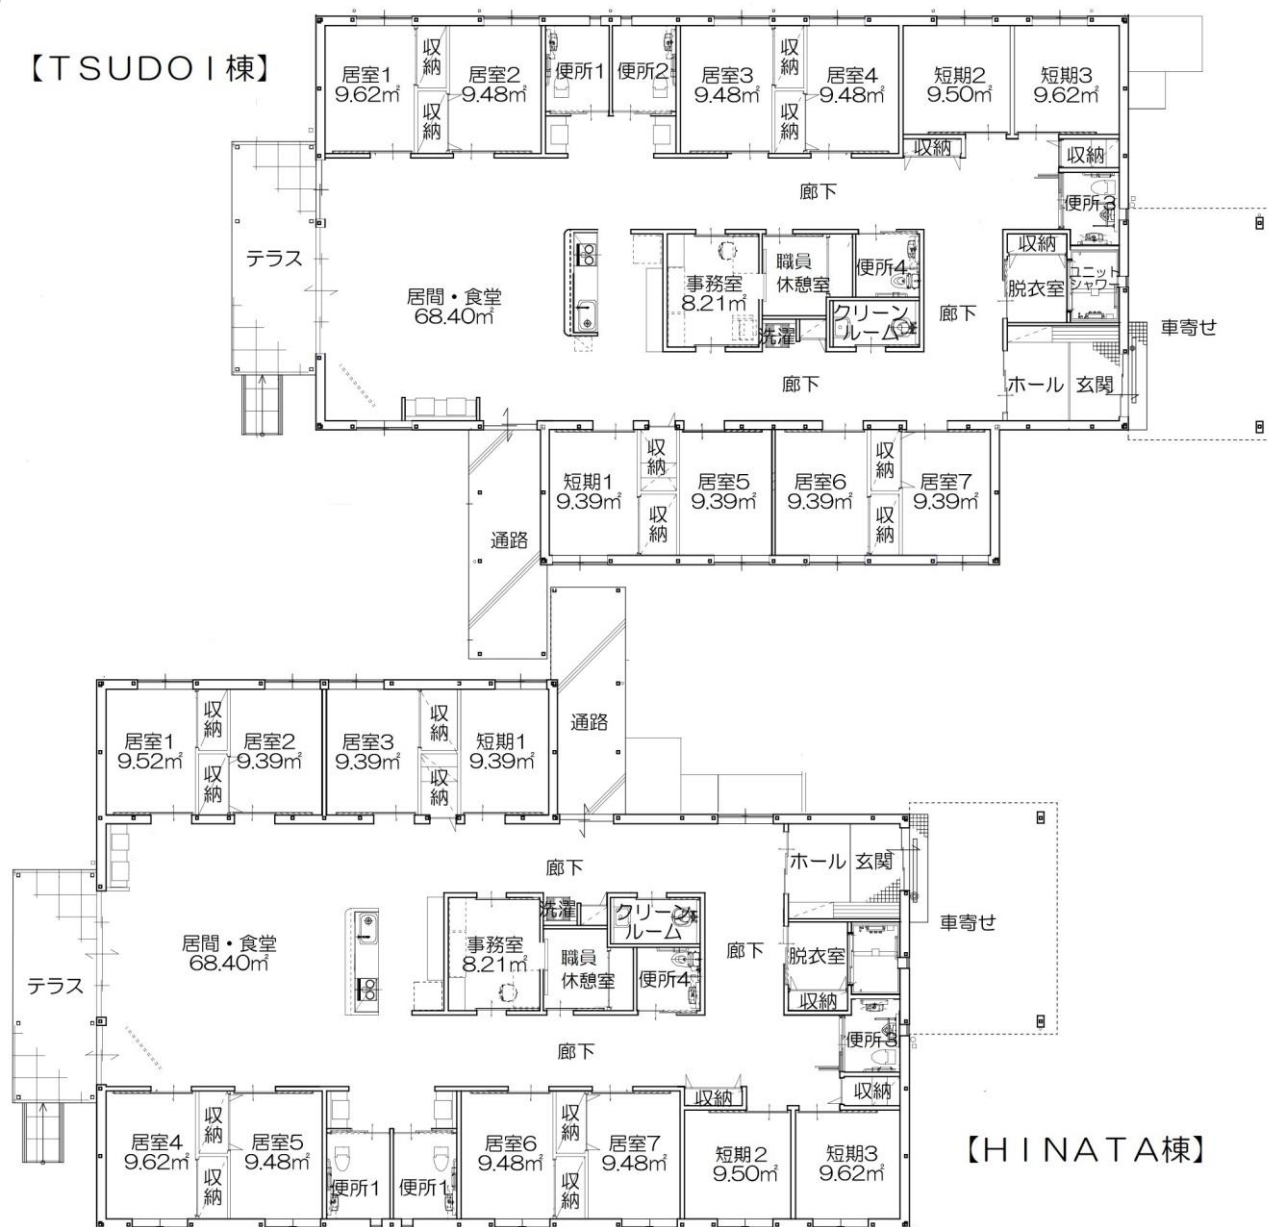 【TSUDOI棟】
居室1
9.62㎡
収納
収納
居室2
9.48㎡
便所1
便所2
居室3
9.48㎡
収納
収納
居室4
9.48㎡
短期2
9.50㎡
短期3
9.62㎡
収納
収納
廊下
便所3
テラス
居間・食堂
68.40㎡
事務室
8.21㎡
職員
休憩室
便所4
クリーン
ルーム
洗濯
廊下
収納
脱衣室
ユニット
シャワー
車寄せ
廊下
ホール
玄関
短期1
9.39㎡
収納
収納
居室5
9.39㎡
居室6
9.39㎡
収納
収納
居室7
9.39㎡
通路
通路
居室1
9.52㎡
収納
収納
居室2
9.39㎡
居室3
9.39㎡
収納
収納
短期1
9.39㎡
廊下
ホール
玄関
車寄せ
テラス
居間・食堂
68.40㎡
事務室
8.21㎡
洗濯
クリーン
ルーム
職員
休憩室
便所4
廊下
脱衣室
収納
便所3
廊下
収納
収納
居室4
9.62㎡
収納
収納
居室5
9.48㎡
便所1
便所1
居室6
9.48㎡
収納
収納
居室7
9.48㎡
短期2
9.50㎡
短期3
9.62㎡
【HINATA棟】